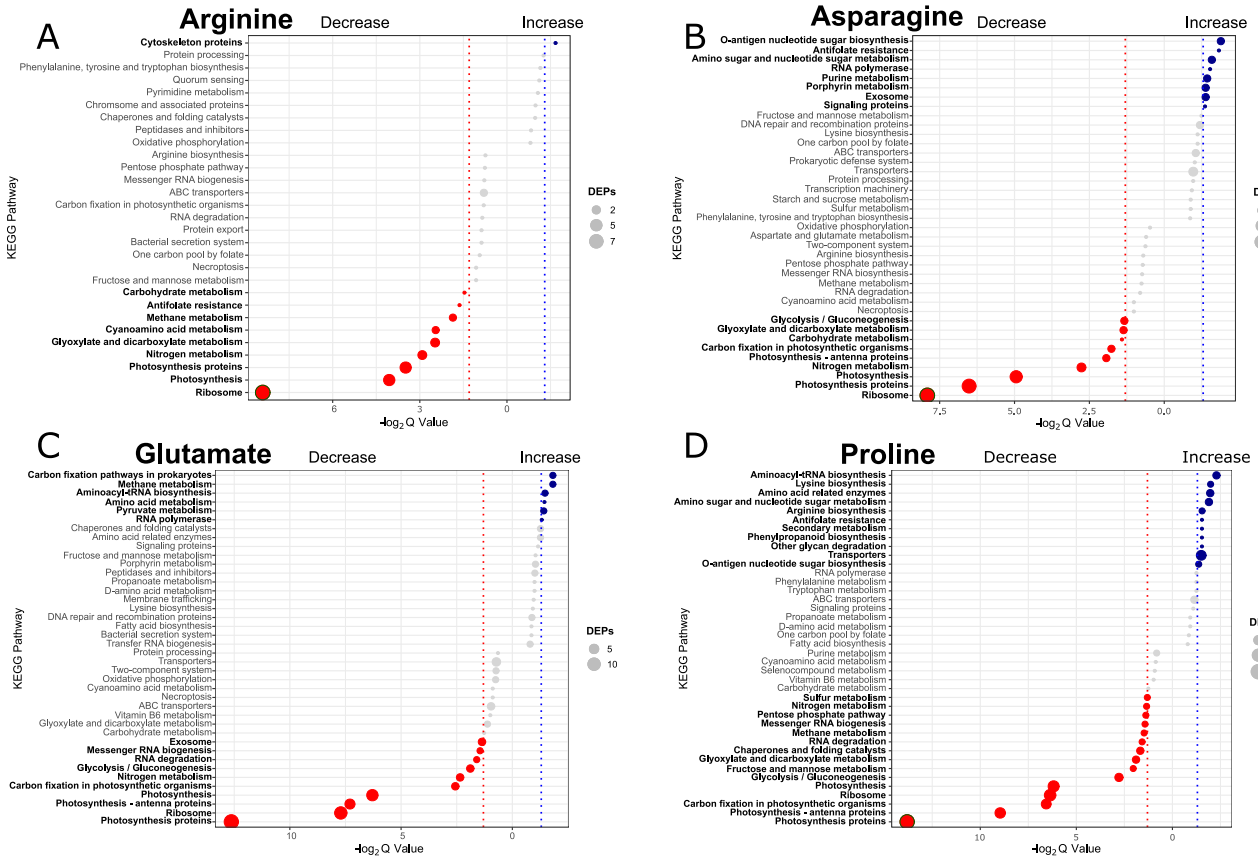 A
Arginine
Decrease
Increase
Cytoskeleton proteins
Protein processing
Phenylalanine, tyrosine and tryptophan biosynthesis
Quorum sensing
Pyrimidine metabolism
Chromsome and associated proteins
Chaperones and folding catalysts
Peptidases and inhibitors
Oxidative phosphorylation
Arginine biosynthesis
Pentose phosphate pathway
Messenger RNA biogenesis
ABC transporters
Carbon fixation in photosynthetic organisms
RNA degradation
Protein export
Bacterial secretion system
One carbon pool by folate
Necroptosis
Fructose and mannose metabolism
Carbohydrate metabolism
Antifolate resistance
Methane metabolism
Cyanoamino acid metabolism
Glyoxylate and dicarboxylate metabolism
Nitrogen metabolism
Photosynthesis proteins
Photosynthesis
Ribosome
KEGG Pathway
6
3
0
-log2 Q Value
DEPs
2
5
7
B
Asparagine
Decrease
Increase
O-antigen nucleotide sugar biosynthesis
Antifolate resistance
Amino sugar and nucleotide sugar metabolism
RNA polymerase
Purine metabolism
Porphyrin metabolism
Exosome
Signaling proteins
Fructose and mannose metabolism
DNA repair and recombination proteins
Lysine biosynthesis
One carbon pool by folate
ABC transporters
Prokaryotic defense system
Transporters
Protein processing
Transcription machinery
Starch and sucrose metabolism
Sulfur metabolism
Phenylalanine, tyrosine and tryptophan biosynthesis
Oxidative phosphorylation
Aspartate and glutamate metabolism
Two-component system
Arginine biosynthesis
Pentose phosphate pathway
Messenger RNA biogenesis
Methane metabolism
RNA degradation
Cyanoamino acid metabolism
Necroptosis
Glycolysis / Gluconeogenesis
Glyoxylate and dicarboxylate metabolism
Carbohydrate metabolism
Carbon fixation in photosynthetic organisms
Photosynthesis - antenna proteins
Nitrogen metabolism
Photosynthesis
Photosynthesis proteins
Ribosome
KEGG Pathway
7.5
5.0
2.5
0.0
-log2 Q Value
C
Glutamate
Decrease
Increase
Carbon fixation pathways in prokaryotes
Methane metabolism
Aminoacyl-tRNA biosynthesis
Amino acid metabolism
Pyruvate metabolism
RNA polymerase
Chaperones and folding catalysts
Amino acid related enzymes
Signaling proteins
Fructose and mannose metabolism
Porphyrin metabolism
Peptidases and inhibitors
Propanoate metabolism
D-amino acid metabolism
Membrane trafficking
Lysine biosynthesis
DNA repair and recombination proteins
Fatty acid biosynthesis
Bacterial secretion system
Transfer RNA biogenesis
Protein processing
Transporters
Two-component system
Oxidative phosphorylation
Cyanoamino acid metabolism
Necroptosis
ABC transporters
Vitamin B6 metabolism
Glyoxylate and dicarboxylate metabolism
Carbohydrate metabolism
Exosome
Messenger RNA biogenesis
RNA degradation
Glycolysis / Gluconeogenesis
Nitrogen metabolism
Carbon fixation in photosynthetic organisms
Photosynthesis
Photosynthesis - antenna proteins
Ribosome
Photosynthesis proteins
KEGG Pathway
10
5
0
-log2 Q Value
DEPs
5
10
D
Proline
Decrease
Increase
Aminoacyl-tRNA biosynthesis
Lysine biosynthesis
Amino acid related enzymes
Amino sugar and nucleotide sugar metabolism
Arginine biosynthesis
Antifolate resistance
Secondary metabolism
Phenylpropanoid biosynthesis
Other glycan degradation
Transporters
O-antigen nucleotide sugar biosynthesis
RNA polymerase
Phenylalanine metabolism
Tryptophan metabolism
ABC transporters
Signaling proteins
Propanoate metabolism
D-amino acid metabolism
One carbon pool by folate
Fatty acid biosynthesis
Purine metabolism
Cyanoamino acid metabolism
Selenocompound metabolism
Vitamin B6 metabolism
Carbohydrate metabolism
Sulfur metabolism
Nitrogen metabolism
Pentose phosphate pathway
Messenger RNA biogenesis
Methane metabolism
RNA degradation
Chaperones and folding catalysts
Glyoxylate and dicarboxylate metabolism
Fructose and mannose metabolism
Glycolysis / Gluconeogenesis
Photosynthesis
Ribosome
Carbon fixation in photosynthetic organisms
Photosynthesis - antenna proteins
Photosynthesis proteins
KEGG Pathway
10
5
0
-log2 Q Value